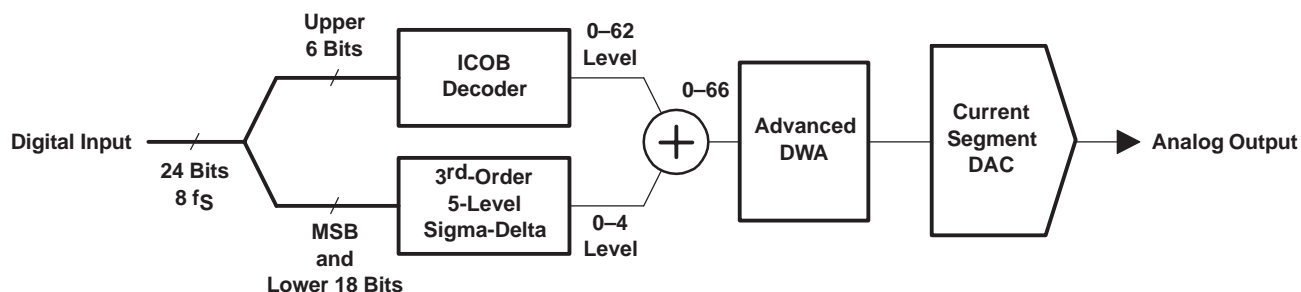 Upper
6 Bits
ICOB
Decoder
0–62
Level
0–66
Digital Input
24 Bits
8 fS
Advanced
DWA
Current
Segment
DAC
Analog Output
3rd-Order
5-Level
Sigma-Delta
0–4
Level
MSB
and
Lower 18 Bits